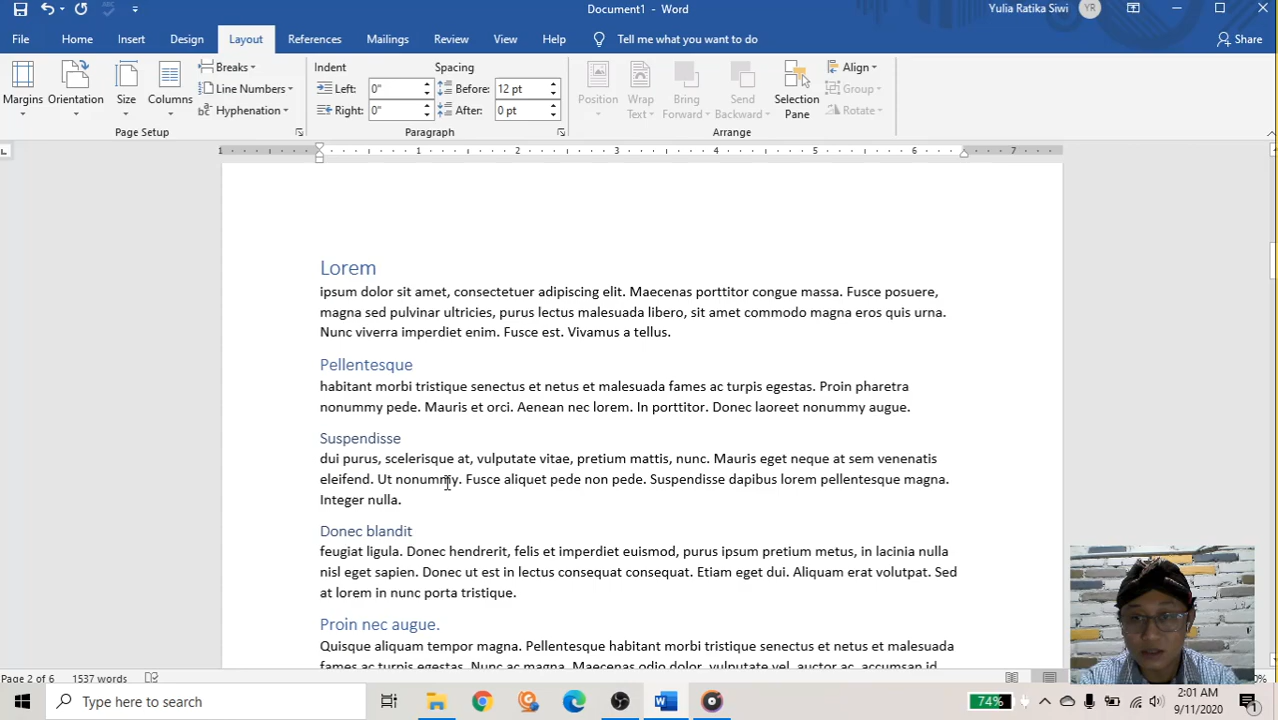 Document1 - Word
Yulia Ratika Siwi YR
File Home Insert Design Layout References Mailings Review View Help Tell me what you want to do Share
Margins
Orientation
Size
Columns
Breaks
Line Numbers
Hyphenation
Page Setup
Indent
Left: 0"
Right: 0"
Spacing
Before: 12 pt
After: 0 pt
Paragraph
Position
Wrap
Text
Bring
Forward
Send
Backward
Selection
Pane
Align
Group
Rotate
Arrange
1 1 2 3 4 5 6 7
Lorem
ipsum dolor sit amet, consectetuer adipiscing elit. Maecenas porttitor congue massa. Fusce posuere,
magna sed pulvinar ultricies, purus lectus malesuada libero, sit amet commodo magna eros quis urna.
Nunc viverra imperdiet enim. Fusce est. Vivamus a tellus.
Pellentesque
habitant morbi tristique senectus et netus et malesuada fames ac turpis egestas. Proin pharetra
nonummy pede. Mauris et orci. Aenean nec lorem. In porttitor. Donec laoreet nonummy augue.
Suspendisse
dui purus, scelerisque at, vulputate vitae, pretium mattis, nunc. Mauris eget neque at sem venenatis
eleifend. Ut nonummy. Fusce aliquet pede non pede. Suspendisse dapibus lorem pellentesque magna.
Integer nulla.
Donec blandit
feugiat ligula. Donec hendrerit, felis et imperdiet euismod, purus ipsum pretium metus, in lacinia nulla
nisl eget sapien. Donec ut est in lectus consequat consequat. Etiam eget dui. Aliquam erat volutpat. Sed
at lorem in nunc porta tristique.
Proin nec augue.
Quisque aliquam tempor magna. Pellentesque habitant morbi tristique senectus et netus et malesuada
fames ac turpis egestas. Nunc ac magna. Maecenas odio dolor, vulputate vel, auctor ac, accumsan id,
Page 2 of 6 1537 words
Type here to search
74%
2:01 AM
9/11/2020